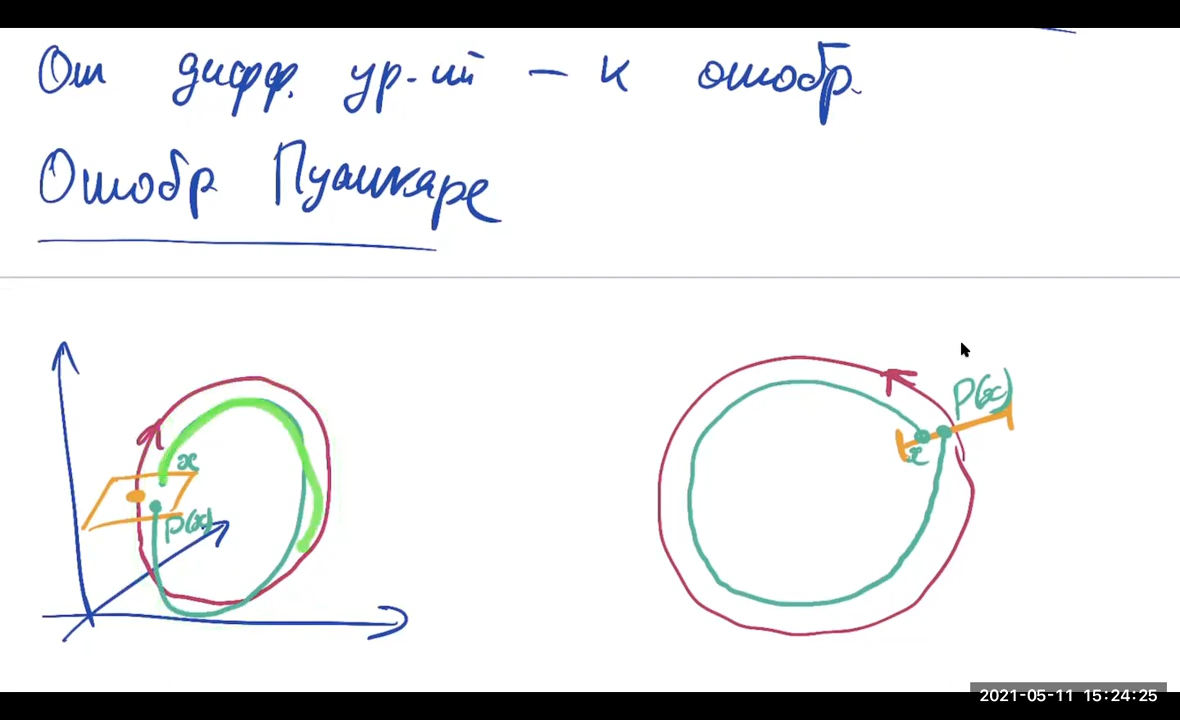 От дифф. ур-ий – к отобр.
Отобр Пуанкаре
x
P(x)
P(x)
x
2021-05-11 15:24:25